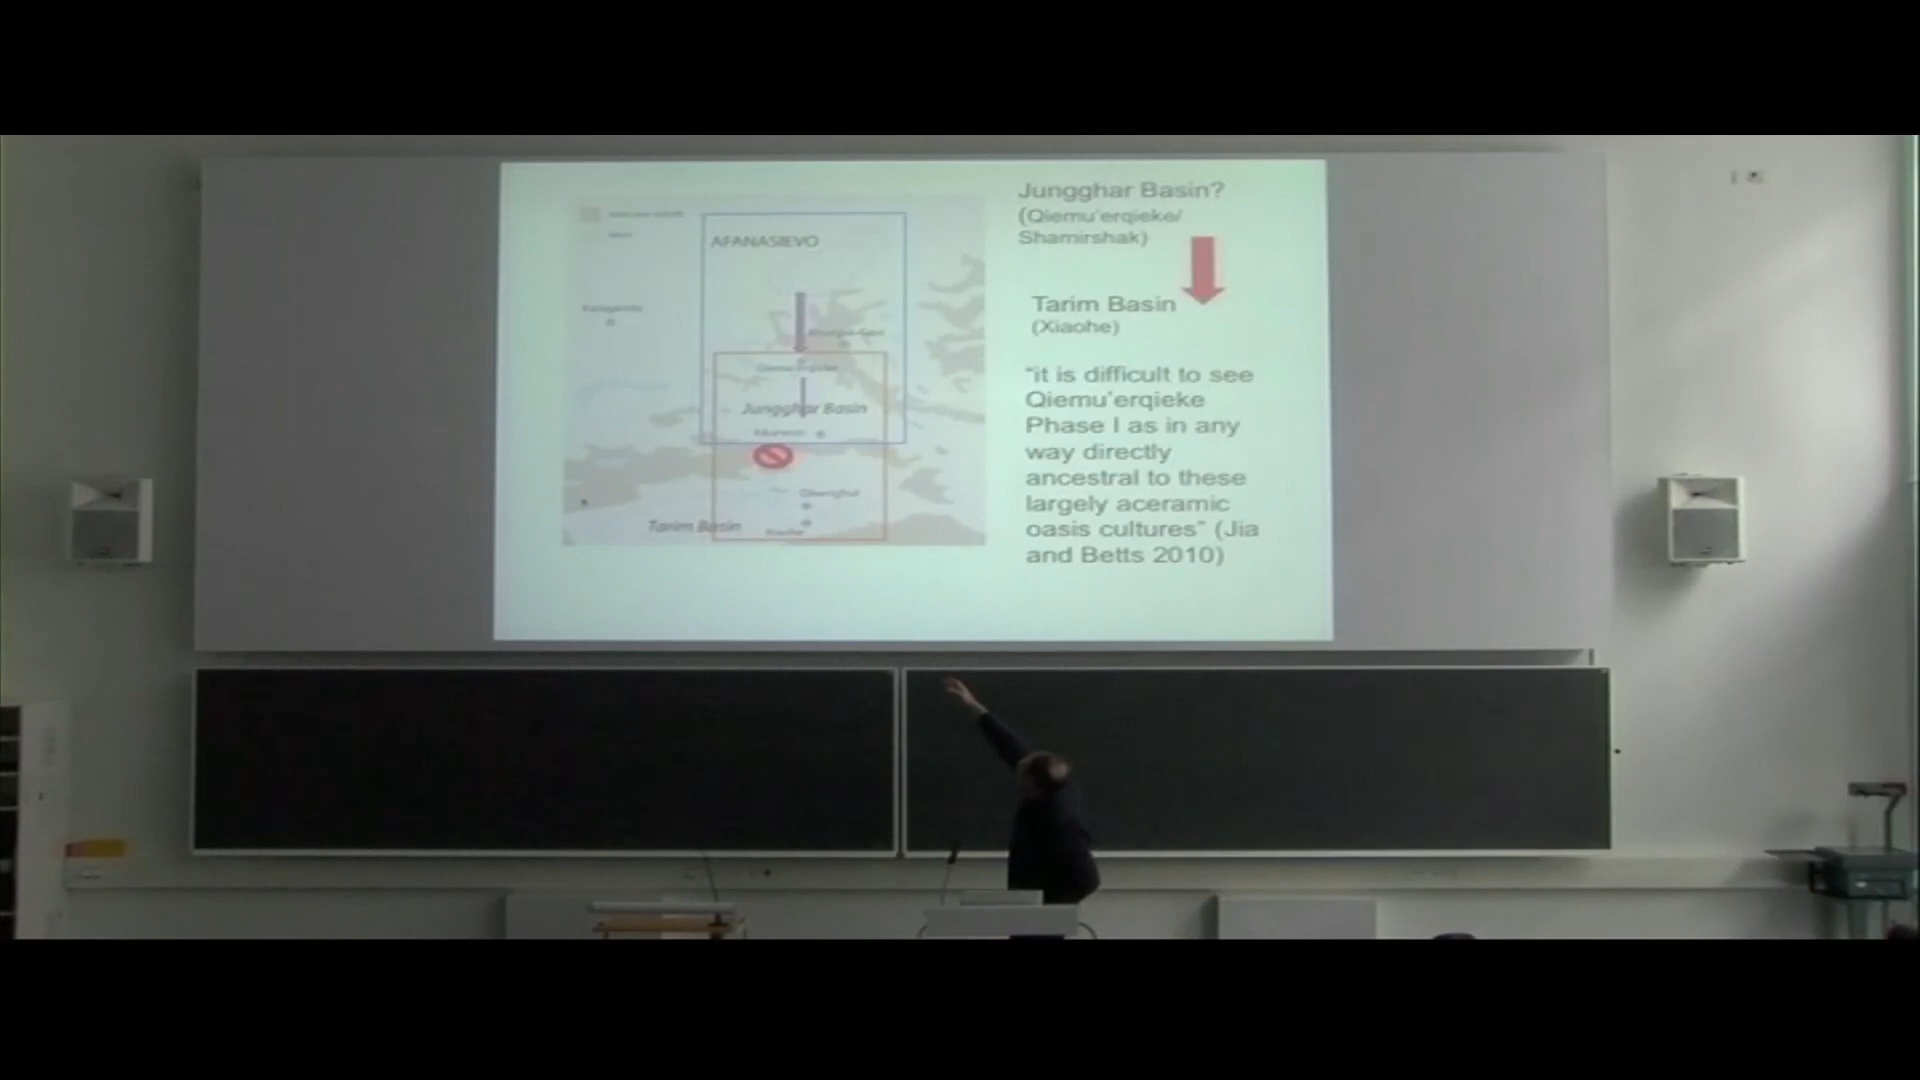 AFANASIEVO
Karaganda
Qiemu'erqieke
Junggghar Basin
Tarim Basin
Xiaohe
Jungghar Basin?
(Qiemu'erqieke/
Shamirshak)
Tarim Basin
(Xiaohe)
"it is difficult to see
Qiemu'erqieke
Phase I as in any
way directly
ancestral to these
largely aceramic
oasis cultures" (Jia
and Betts 2010)